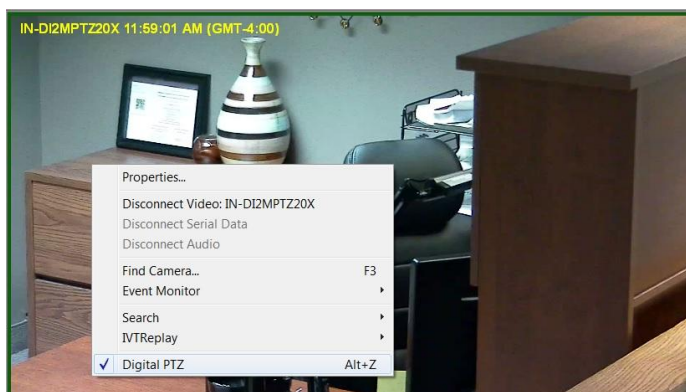 IN-DI2MPTZ20X 11:59:01 AM (GMT-4:00)
Properties...
Disconnect Video: IN-DI2MPTZ20X
Disconnect Serial Data
Disconnect Audio
Find Camera... F3
Event Monitor
Search
IVTReplay
Digital PTZ Alt+Z